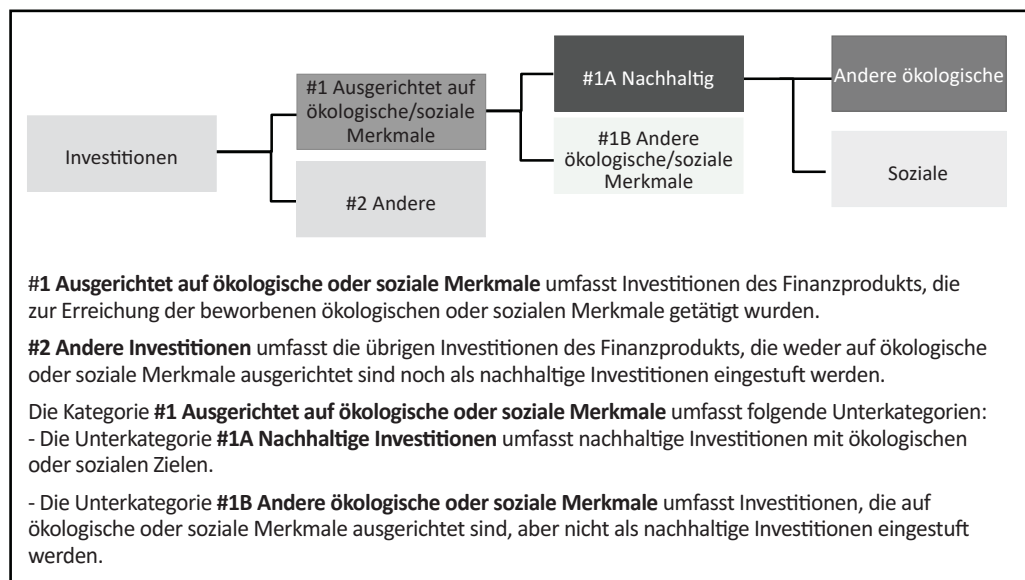 Investitionen
#1 Ausgerichtet auf
ökologische/soziale
Merkmale
#2 Andere
#1A Nachhaltig
#1B Andere
ökologische/soziale
Merkmale
Andere ökologische
Soziale
#1 Ausgerichtet auf ökologische oder soziale Merkmale umfasst Investitionen des Finanzprodukts, die
zur Erreichung der beworbenen ökologischen oder sozialen Merkmale getätigt wurden.
#2 Andere Investitionen umfasst die übrigen Investitionen des Finanzprodukts, die weder auf ökologische
oder soziale Merkmale ausgerichtet sind noch als nachhaltige Investitionen eingestuft werden.
Die Kategorie #1 Ausgerichtet auf ökologische oder soziale Merkmale umfasst folgende Unterkategorien:
- Die Unterkategorie #1A Nachhaltige Investitionen umfasst nachhaltige Investitionen mit ökologischen
oder sozialen Zielen.
- Die Unterkategorie #1B Andere ökologische oder soziale Merkmale umfasst Investitionen, die auf
ökologische oder soziale Merkmale ausgerichtet sind, aber nicht als nachhaltige Investitionen eingestuft
werden.